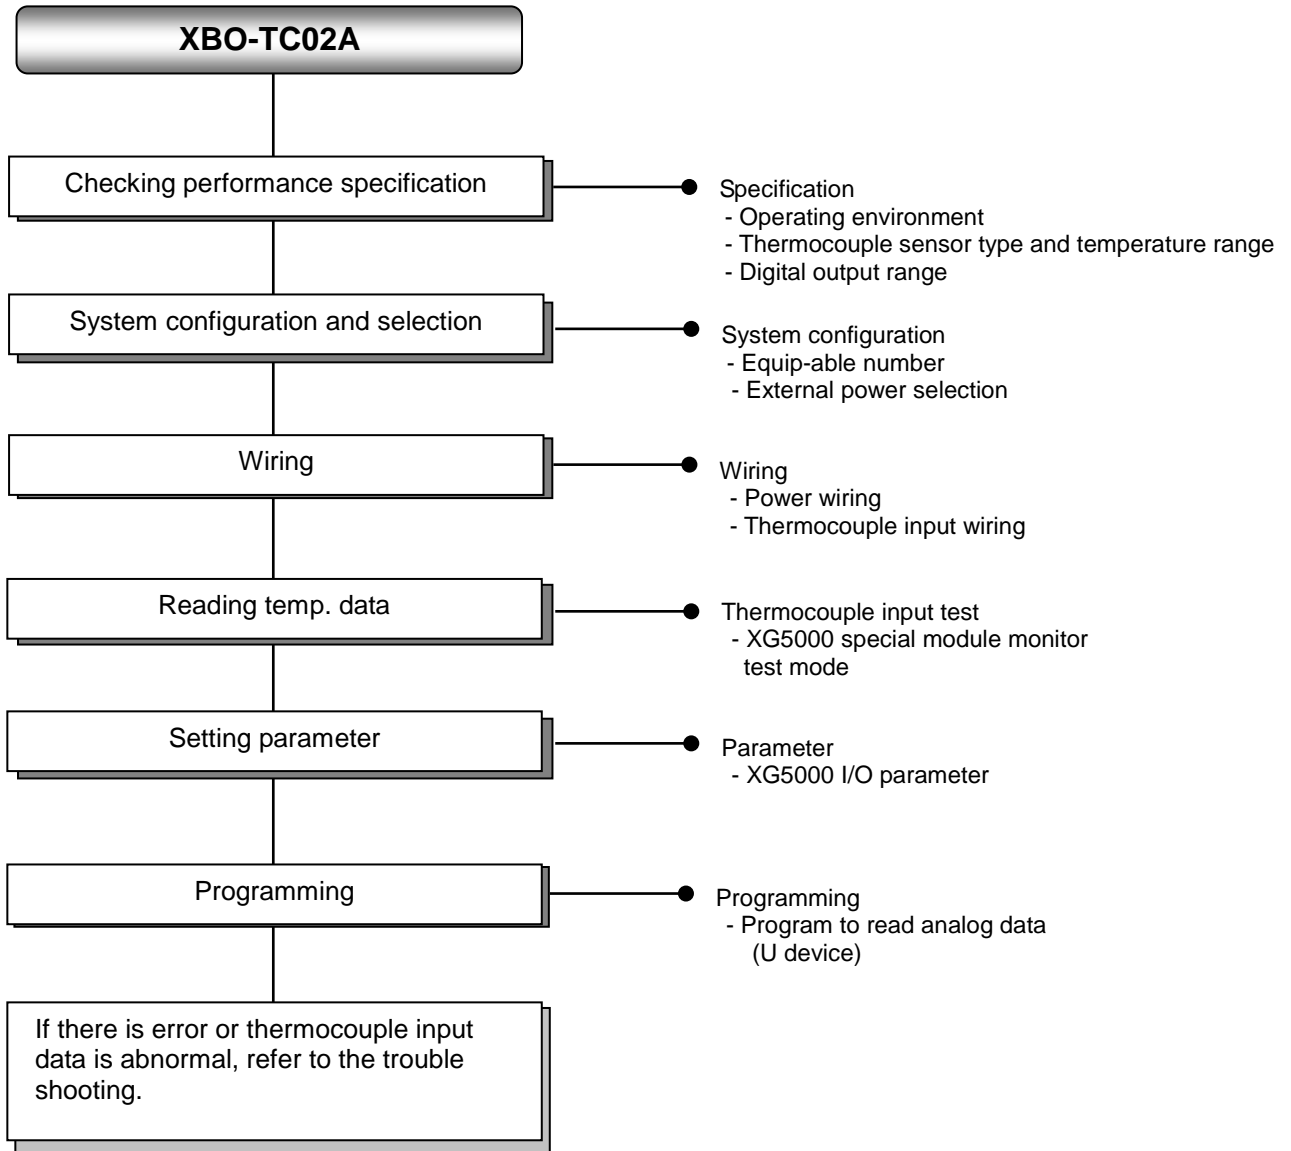 XBO-TC02A
Checking performance specification
Specification
- Operating environment
- Thermocouple sensor type and temperature range
- Digital output range
System configuration and selection
System configuration
- Equip-able number
- External power selection
Wiring
Wiring
- Power wiring
- Thermocouple input wiring
Reading temp. data
Thermocouple input test
- XG5000 special module monitor
test mode
Setting parameter
Parameter
- XG5000 I/O parameter
Programming
Programming
- Program to read analog data
(U device)
If there is error or thermocouple input
data is abnormal, refer to the trouble
shooting.